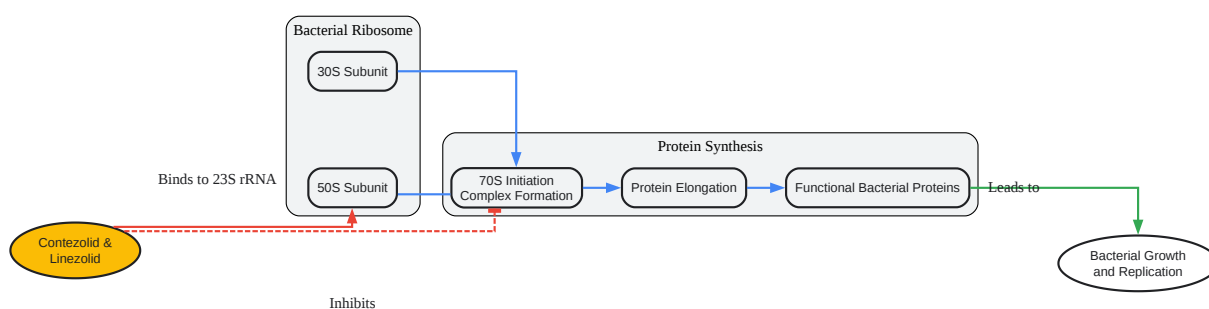 Bacterial Ribosome
30S Subunit
Protein Synthesis
Binds to 23S rRNA
50S Subunit
70S Initiation
Complex Formation
Protein Elongation
Functional Bacterial Proteins
Leads to
Contezolid &
Linezolid
Bacterial Growth
and Replication
Inhibits